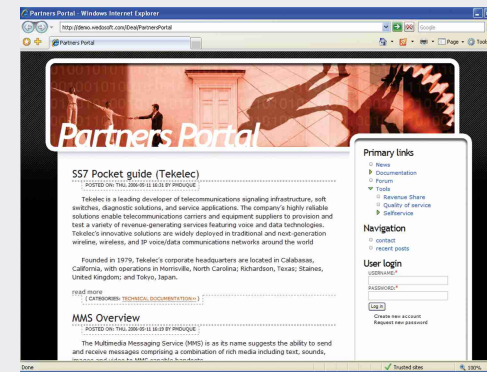 Partners Portal - Windows Internet Explorer
http://demo.wedosoft.com/iDeal/PartnersPortal
Google
Partners Portal
Page
Tools
Partners Portal
SS7 Pocket guide (Tekelec)
POSTED ON: THU, 2006-05-11 16:31 BY PHDUQUE
Tekelec is a leading developer of telecommunications signaling infrastructure, soft
switches, diagnostic solutions, and service applications. The company's highly reliable
solutions enable telecommunications carriers and equipment suppliers to provision and
test a variety of revenue-generating services featuring voice and data technologies.
Tekelec's innovative solutions are widely deployed in traditional and next-generation
wireline, wireless, and IP voice/data communications networks around the world
Founded in 1979, Tekelec's corporate headquarters are located in Calabasas,
California, with operations in Morrisville, North Carolina; Richardson, Texas; Staines,
United Kingdom; and Tokyo, Japan.
read more
{ CATEGORIES: TECHNICAL DOCUMENTATION>> }
MMS Overview
POSTED ON: THU, 2006-05-11 16:19 BY PHDUQUE
The Multimedia Messaging Service (MMS) is as its name suggests the ability to send
and receive messages comprising a combination of rich media including text, sounds,
Primary links
News
Documentation
Forum
Tools
Revenue Share
Quality of service
Selfservice
Navigation
contact
recent posts
User login
USERNAME:*
PASSWORD:*
Log in
Create new account
Request new password
Done
Trusted sites
100%